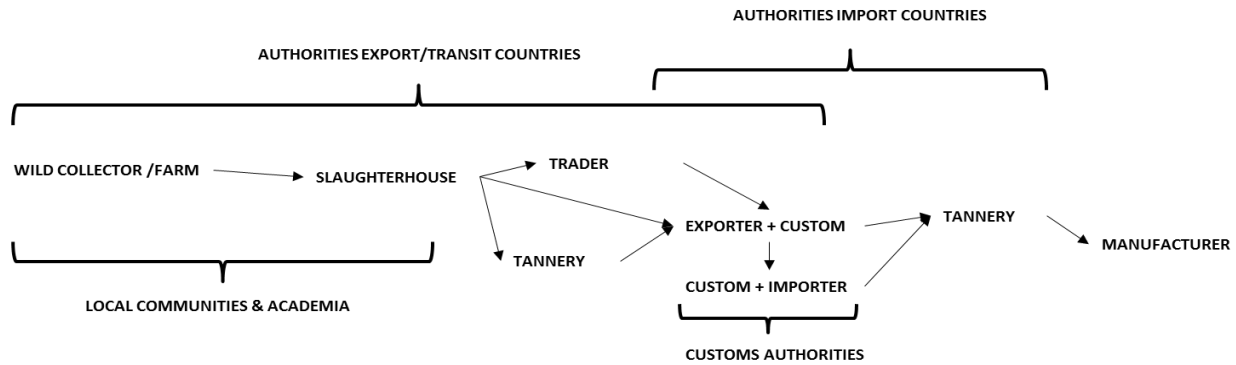 AUTHORITIES IMPORT COUNTRIES
AUTHORITIES EXPORT/TRANSIT COUNTRIES
WILD COLLECTOR /FARM
SLAUGHTERHOUSE
TRADER
EXPORTER + CUSTOM
TANNERY
TANNERY
MANUFACTURER
CUSTOM + IMPORTER
LOCAL COMMUNITIES & ACADEMIA
CUSTOMS AUTHORITIES